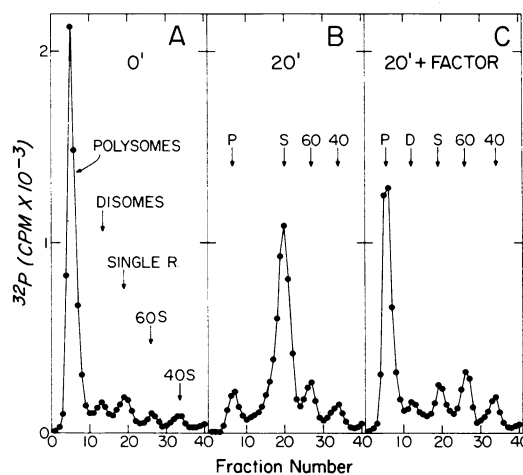 A
B
C
0'
20'
20' + FACTOR
2
1
0
POLYSOMES
DISOMES
SINGLE R.
60S
40S
P S 60 40
P D S 60 40
32P (CPM X 10-3)
0 10 20 30 40
10 20 30 40
10 20 30 40
Fraction Number